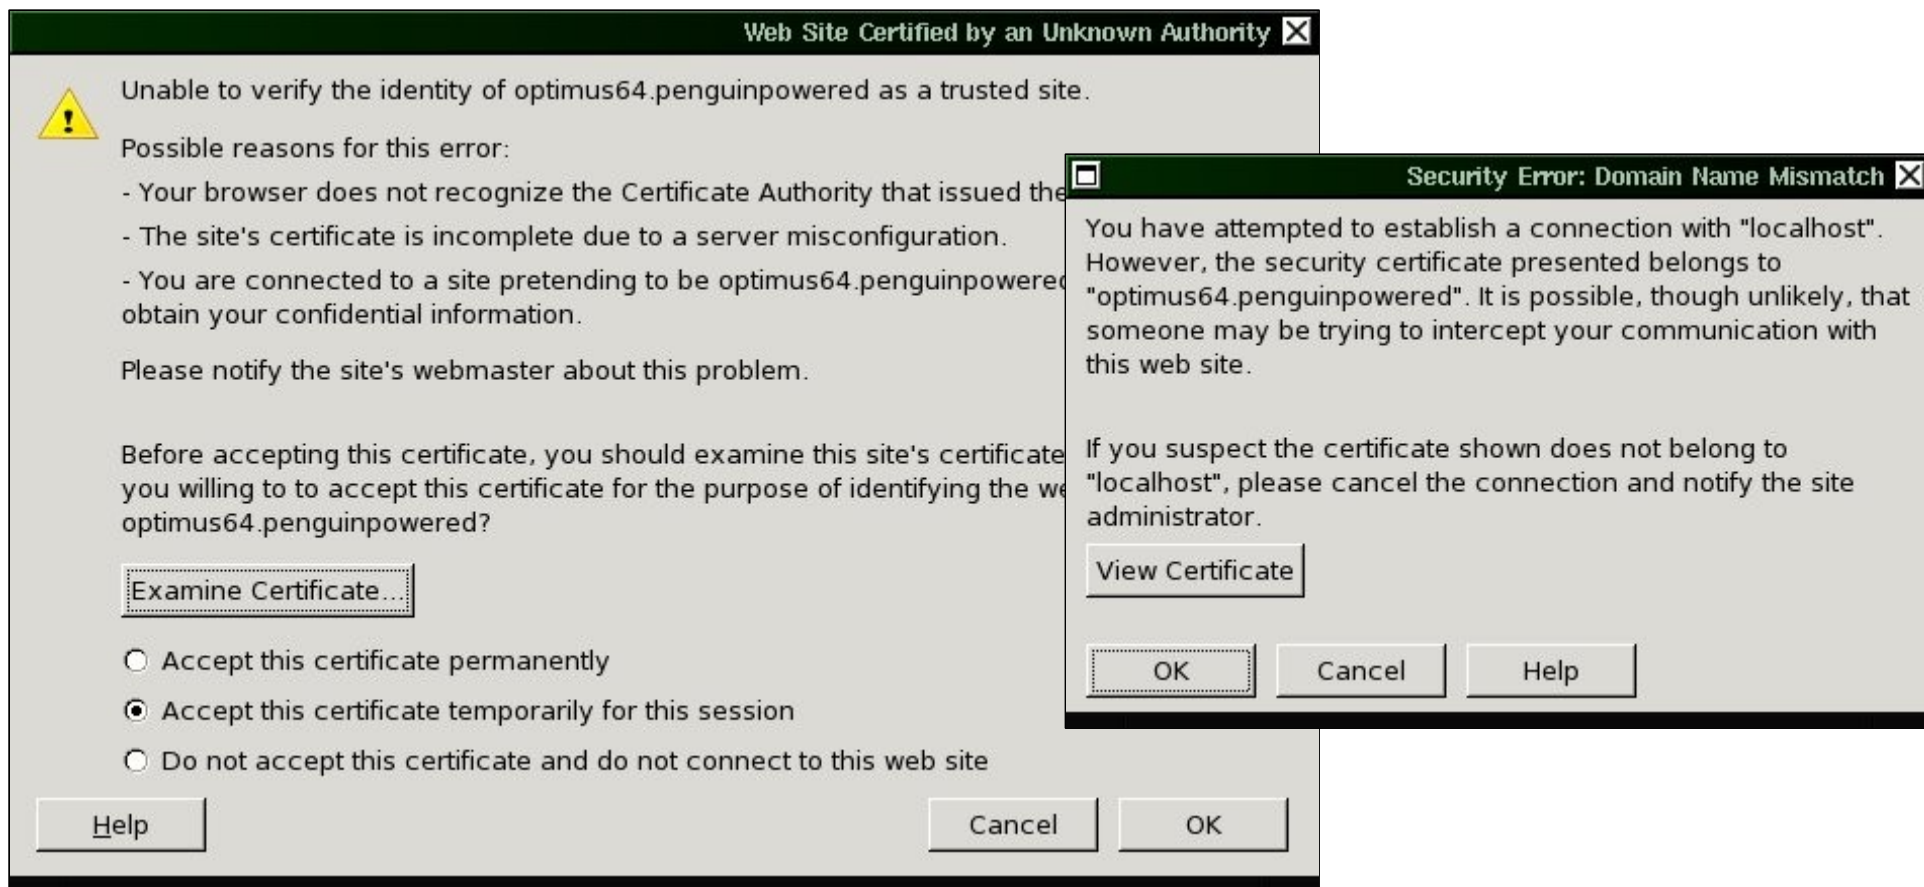 Web Site Certified by an Unknown Authority
Unable to verify the identity of optimus64.penguinpowered as a trusted site.
Possible reasons for this error:
- Your browser does not recognize the Certificate Authority that issued the
- The site's certificate is incomplete due to a server misconfiguration.
- You are connected to a site pretending to be optimus64.penguinpowered
obtain your confidential information.
Please notify the site's webmaster about this problem.
Before accepting this certificate, you should examine this site's certificate
you willing to to accept this certificate for the purpose of identifying the we
optimus64.penguinpowered?
Examine Certificate...
Accept this certificate permanently
Accept this certificate temporarily for this session
Do not accept this certificate and do not connect to this web site
Help
Cancel
OK
Security Error: Domain Name Mismatch
You have attempted to establish a connection with "localhost".
However, the security certificate presented belongs to
"optimus64.penguinpowered". It is possible, though unlikely, that
someone may be trying to intercept your communication with
this web site.
If you suspect the certificate shown does not belong to
"localhost", please cancel the connection and notify the site
administrator.
View Certificate
OK
Cancel
Help